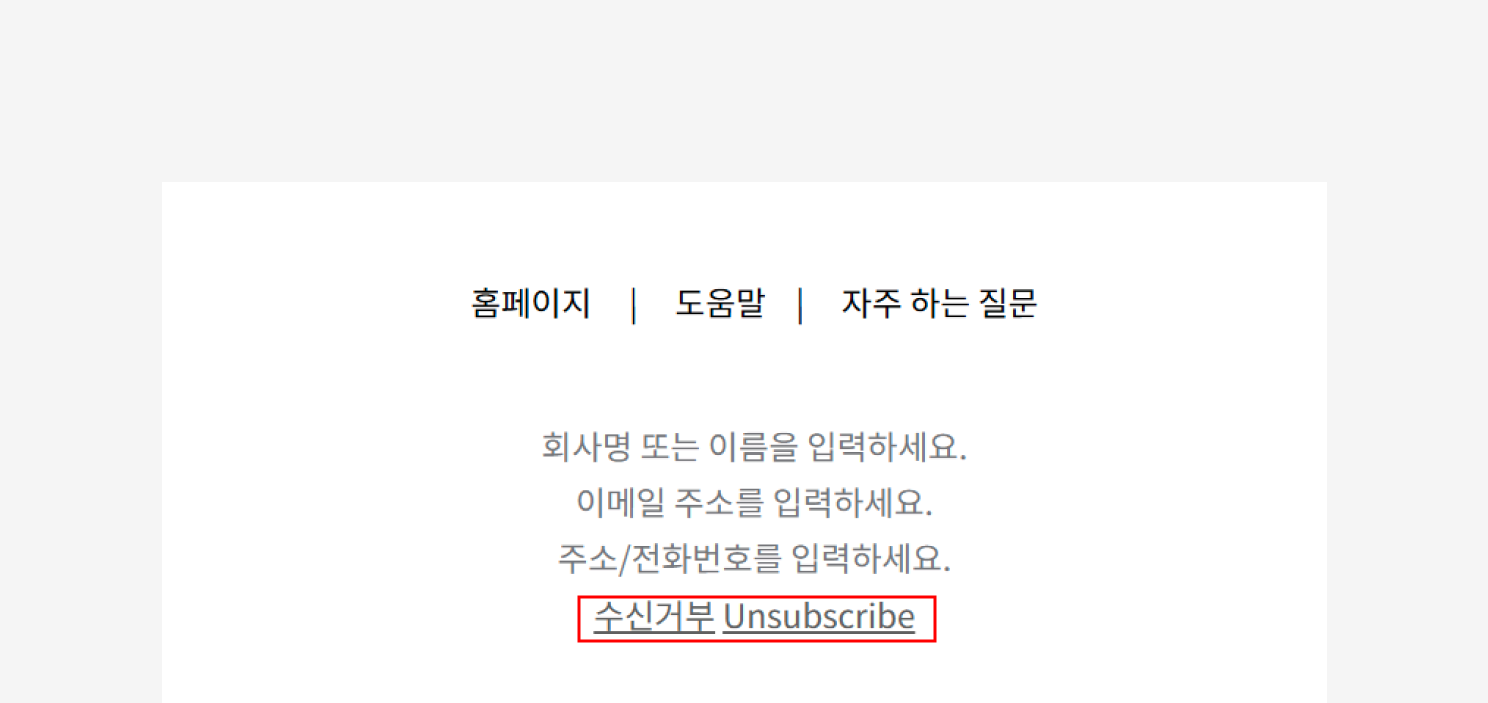 홈페이지 | 도움말 | 자주 하는 질문
회사명 또는 이름을 입력하세요.
이메일 주소를 입력하세요.
주소/전화번호를 입력하세요.
수신거부 Unsubscribe